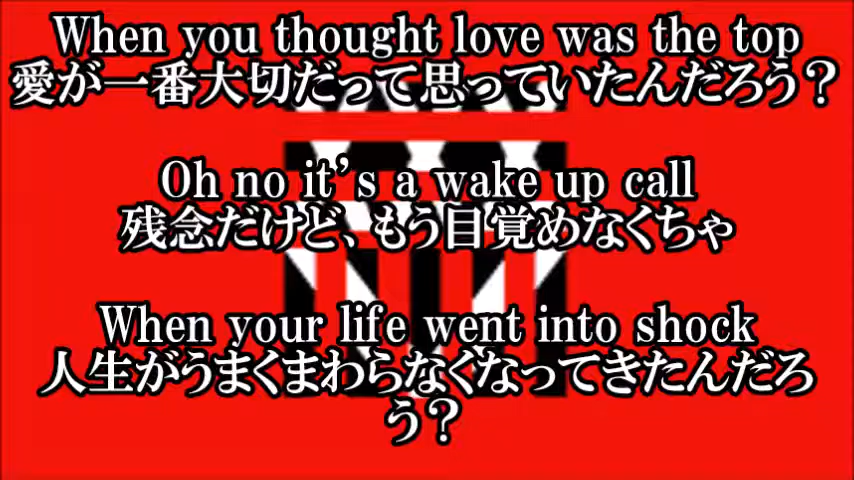 When you thought love was the top
愛が一番大切だって思っていたんだろう？
Oh no it's a wake up call
残念だけど、もう目覚めなくちゃ
When your life went into shock
人生がうまくまわらなくなってきたんだろ
う？